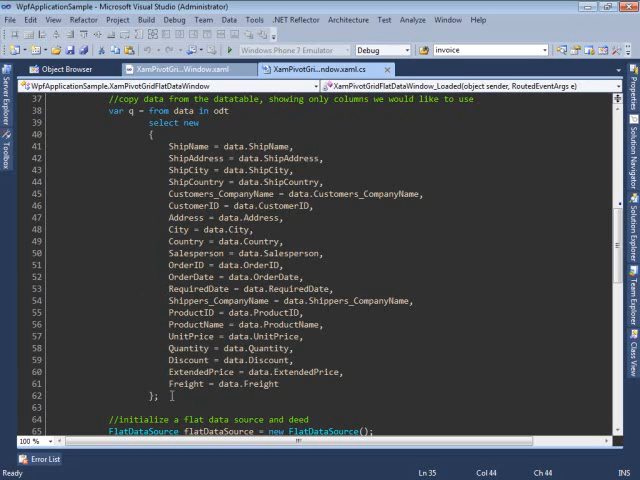 WpfApplicationSample - Microsoft Visual Studio (Administrator)
File Edit View Refactor Project Build Debug Team Data Tools .NET Reflector Architecture Test Analyze Window Help
Windows Phone 7 Emulator Debug invoice
Object Browser XamPivotGri...Window.xaml XamPivotGri...ndow.xaml.cs
WpfApplicationSample.XamPivotGridFlatDataWindow XamPivotGridFlatDataWindow_Loaded(object sender, RoutedEventArgs e)
37 //copy data from the datatable, showing only columns we would like to use
38 var q = from data in odt
39 select new
40 {
41 ShipName = data.ShipName,
42 ShipAddress = data.ShipAddress,
43 ShipCity = data.ShipCity,
44 ShipCountry = data.ShipCountry,
45 Customers_CompanyName = data.Customers_CompanyName,
46 CustomerID = data.CustomerID,
47 Address = data.Address,
48 City = data.City,
49 Country = data.Country,
50 Salesperson = data.Salesperson,
51 OrderID = data.OrderID,
52 OrderDate = data.OrderDate,
53 RequiredDate = data.RequiredDate,
54 Shippers_CompanyName = data.Shippers_CompanyName,
55 ProductID = data.ProductID,
56 ProductName = data.ProductName,
57 UnitPrice = data.UnitPrice,
58 Quantity = data.Quantity,
59 Discount = data.Discount,
60 ExtendedPrice = data.ExtendedPrice,
61 Freight = data.Freight
62 };
63
64 //initialize a flat data source and deed
65 FlatDataSource flatDataSource = new FlatDataSource();
100 %
Error List
Ready Ln 35 Col 44 Ch 44 INS
Server Explorer
Toolbox
Properties
Solution Navigator
Solution Explorer
Team Explorer
Class View